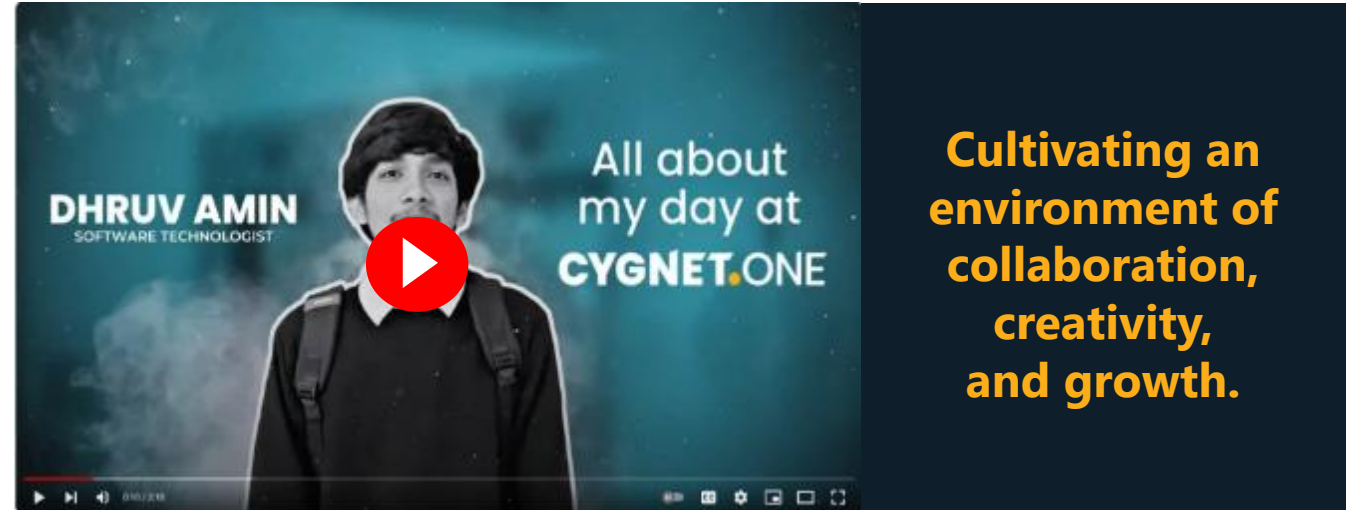 DHRUV AMIN
SOFTWARE TECHNOLOGIST
All about
my day at
CYGNET.ONE
Cultivating an
environment of
collaboration,
creativity,
and growth.